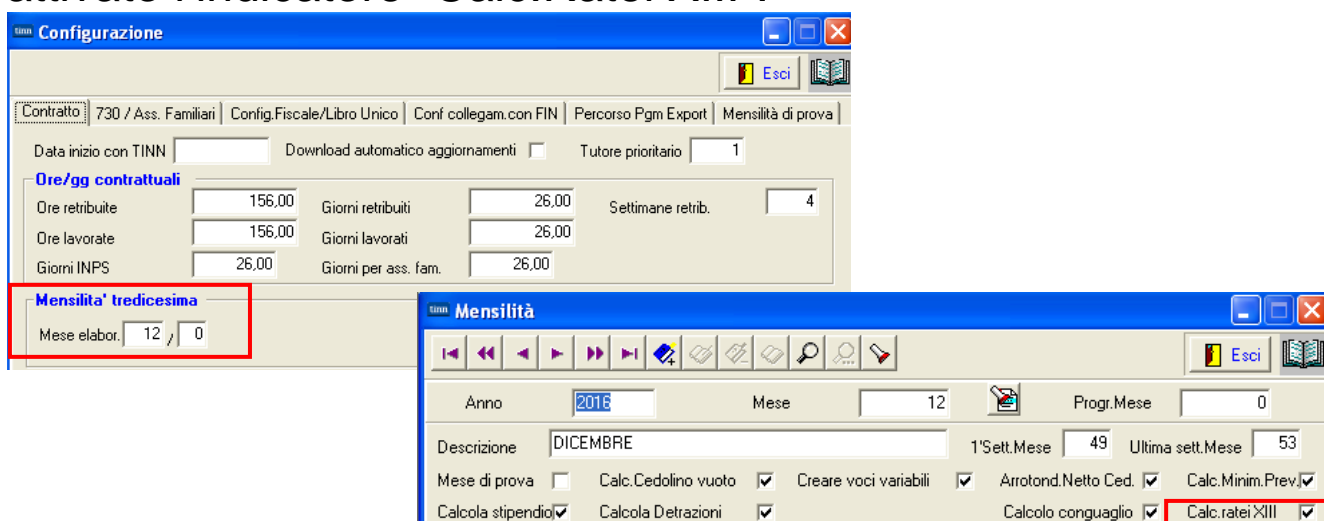 tinn Configurazione
Esci
Contratto 730 / Ass. Familiari Config.Fiscale/Libro Unico Conf collegam.con FIN Percorso Pgm Export Mensilità di prova
Data inizio con TINN Download automatico aggiornamenti Tutore prioritario 1
Ore/gg contrattuali
Ore retribuite 156,00 Giorni retribuiti 26,00 Settimane retrib. 4
Ore lavorate 156,00 Giorni lavorati 26,00
Giorni INPS 26,00 Giorni per ass. fam. 26,00
Mensilita' tredicesima
Mese elabor. 12 / 0
tinn Mensilità
Esci
Anno 2016 Mese 12 Progr.Mese 0
Descrizione DICEMBRE 1'Sett.Mese 49 Ultima sett.Mese 53
Mese di prova Calc.Cedolino vuoto Creare voci variabili Arrotond.Netto Ced. Calc.Minim.Prev.
Calcola stipendio Calcola Detrazioni Calcolo conguaglio Calc.ratei XIII